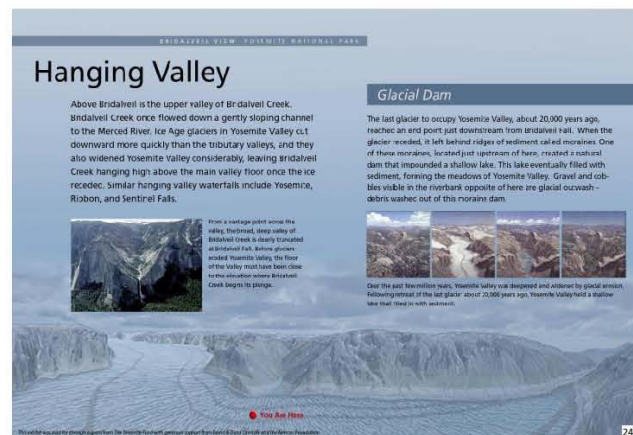 BRIDALVEIL VIEW YOSEMITE NATIONAL PARK
Hanging Valley
Above Bridalveil is the upper valley of Bridalveil Creek.
Bridalveil Creek once flowed down a gently sloping channel
to the Merced River. Ice Age glaciers in Yosemite Valley cut
downward more quickly than the tributary valleys, and they
also widened Yosemite Valley considerably, leaving Bridalveil
Creek hanging high above the main valley floor once the ice
receded. Similar hanging valley waterfalls include Yosemite,
Ribbon, and Sentinel Falls.
From a vantage point across the
valley, the broad, steep valley of
Bridalveil Creek is clearly truncated
at Bridalveil Fall. Before glaciers
eroded Yosemite Valley, the floor
of the Valley must have been close
to the elevation where Bridalveil
Creek begins its plunge.
Glacial Dam
The last glacier to occupy Yosemite Valley, about 20,000 years ago,
reached an end point just downstream from Bridalveil Fall. When the
glacier receded, it left behind ridges of sediment called moraines. One
of these moraines, located just upstream of here, created a natural
dam that impounded a shallow lake. This lake eventually filled with
sediment, forming the meadows of Yosemite Valley. Gravel and cob-
bles visible in the riverbank opposite of here are glacial outwash -
debris washed out of this moraine dam.
Over the past few million years, Yosemite Valley was deepened and widened by glacial erosion.
Following retreat of the last glacier about 20,000 years ago, Yosemite Valley held a shallow
lake that filled in with sediment.
You Are Here
24